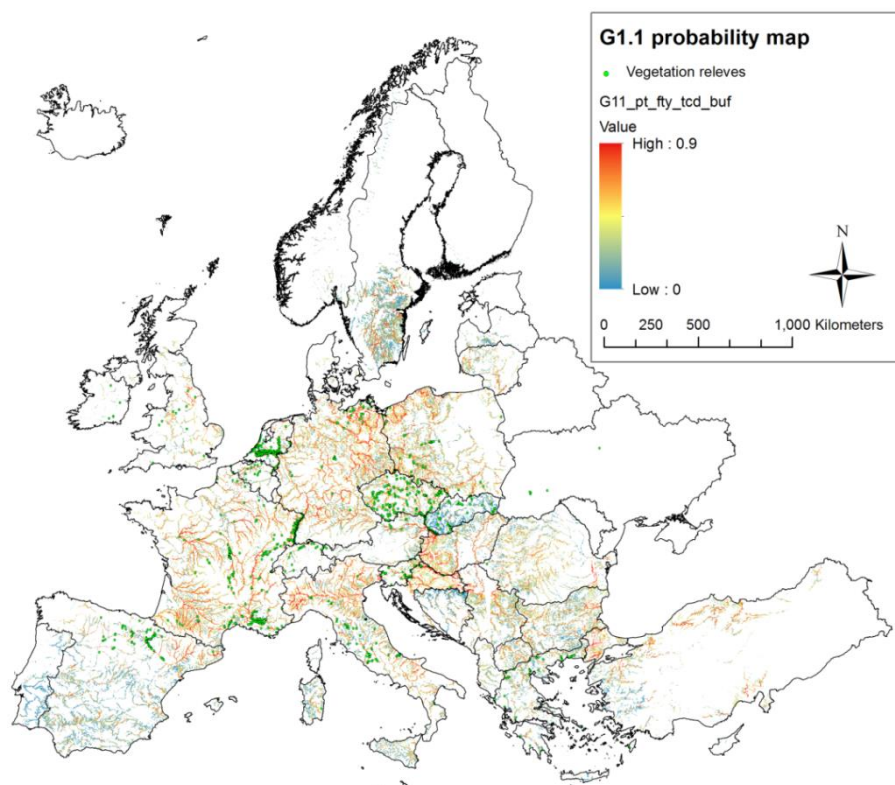 G1.1 probability map
Vegetation releves
G11_pt_fty_tcd_buf
Value
High : 0.9
Low : 0
N
0 250 500 1,000 Kilometers